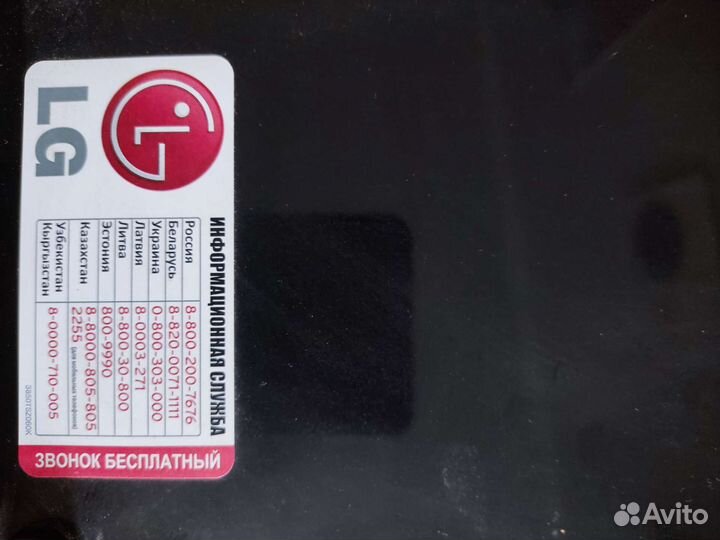 LG
ИНФОРМАЦИОННАЯ СЛУЖБА
Россия 8-800-200-7676
Беларусь 8-820-0071-1111
Украина 0-800-303-000
Латвия 8-0003-271
Литва 8-800-30-800
Эстония 800-9990
Казахстан 8-8000-805-805
2255 (для мобильных телефонов)
Узбекистан
Кыргызстан 8-0000-710-005
ЗВОНОК БЕСПЛАТНЫЙ
3850TSZ060K
Avito